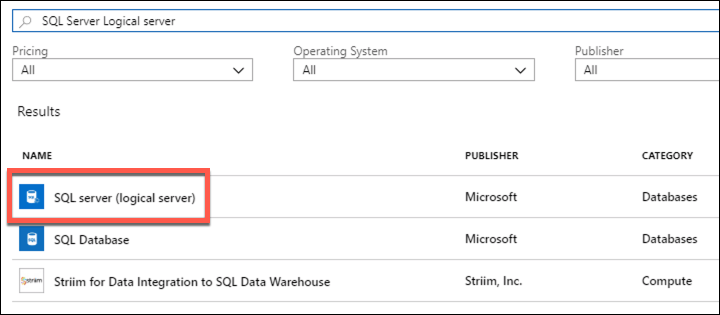 SQL Server Logical server
Pricing Operating System Publisher
All All All
Results
NAME PUBLISHER CATEGORY
SQL server (logical server) Microsoft Databases
SQL
SQL Database Microsoft Databases
striim Striim for Data Integration to SQL Data Warehouse Striim, Inc. Compute